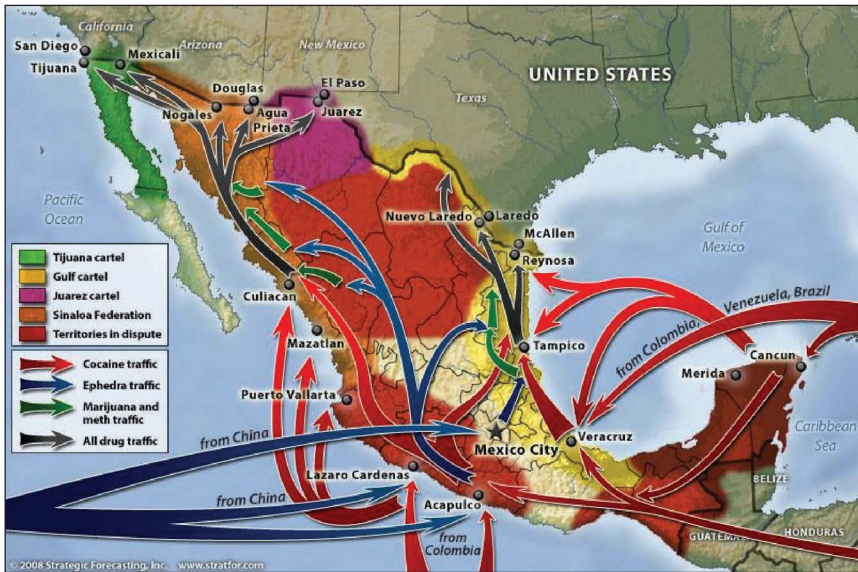 California
Arizona
New Mexico
San Diego
Mexicali
Tijuana
Douglas
El Paso
UNITED STATES
Nogales
Agua
Prieta
Juarez
Texas
Pacific
Ocean
Nuevo Laredo
Laredo
McAllen
Reynosa
Gulf of
Mexico
Tijuana cartel
Gulf cartel
Juarez cartel
Sinaloa Federation
Territories in dispute
Culiacan
Mazatlan
Tampico
from Colombia, Venezuela, Brazil
Cancun
Merida
Cocaine traffic
Ephedra traffic
Marijuana and
meth traffic
All drug traffic
Puerto Vallarta
from China
Mexico City
Veracruz
Caribbean
Sea
Lazaro Cardenas
from China
Acapulco
from
Colombia
BELIZE
GUATEMALA
HONDURAS
© 2008 Strategic Forecasting, Inc. www.stratfor.com